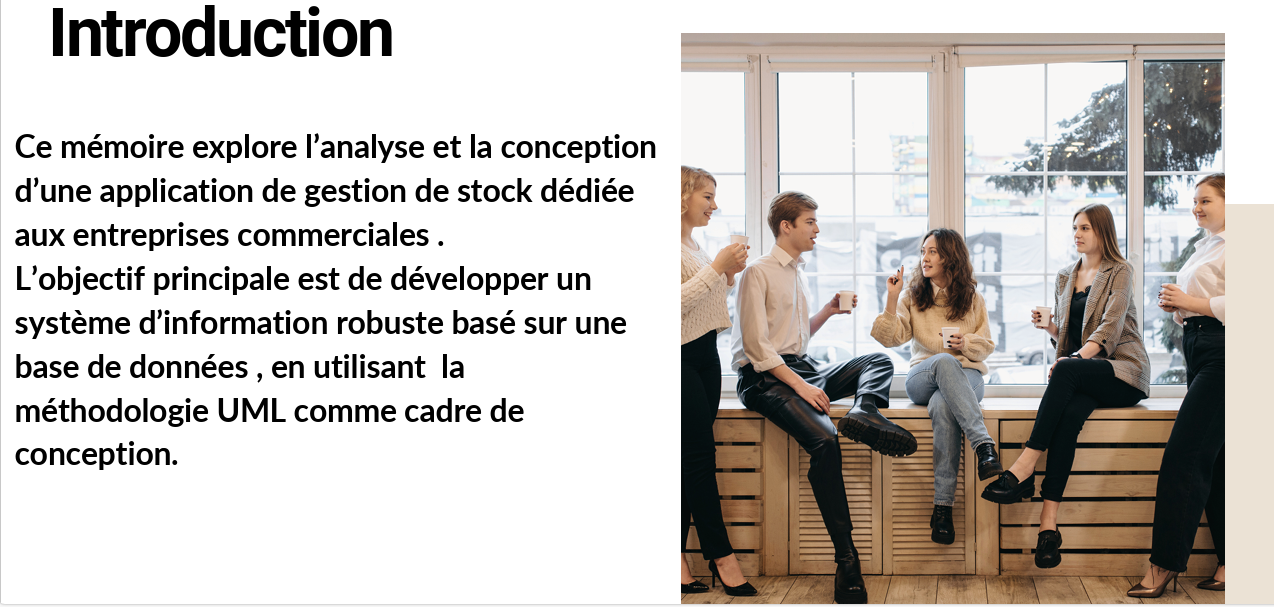 Introduction
Ce mémoire explore l’analyse et la conception
d’une application de gestion de stock dédiée
aux entreprises commerciales .
L’objectif principale est de développer un
système d’information robuste basé sur une
base de données , en utilisant  la
méthodologie UML comme cadre de
conception.